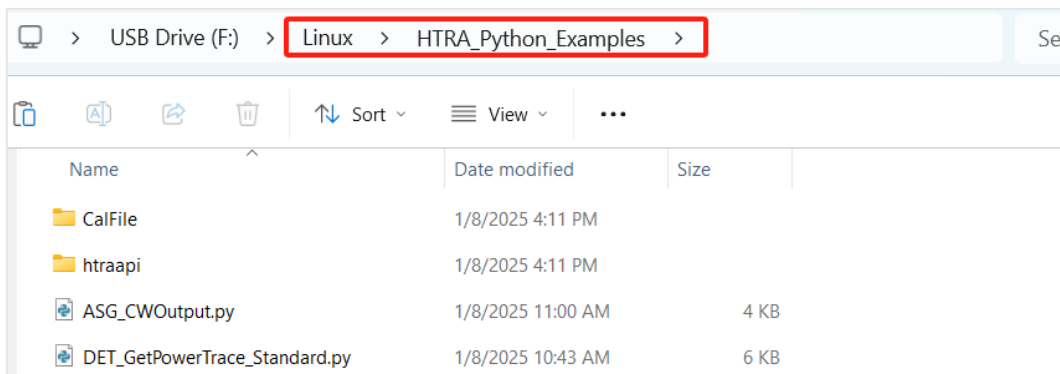 USB Drive (F:) > Linux > HTRA_Python_Examples > Se
Sort View •••
Name Date modified Size
CalFile 1/8/2025 4:11 PM
htraapi 1/8/2025 4:11 PM
ASG_CWOutput.py 1/8/2025 11:00 AM 4 KB
DET_GetPowerTrace_Standard.py 1/8/2025 10:43 AM 6 KB